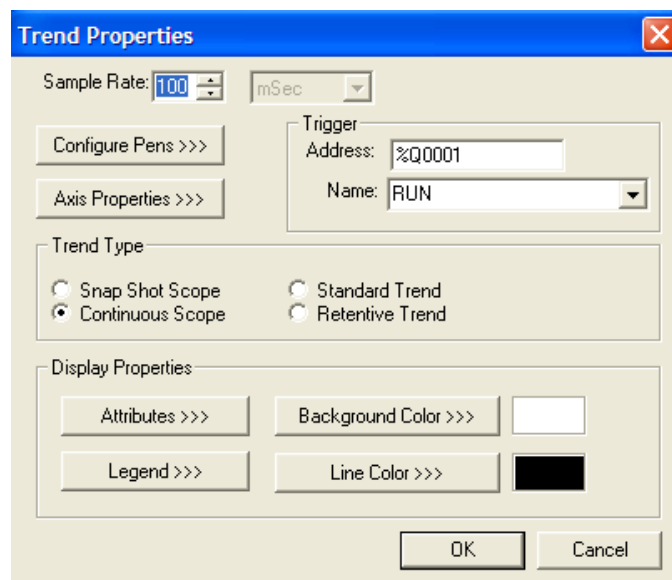 Trend Properties
Sample Rate: 100 mSec
Trigger
Configure Pens >>>
Address: %Q0001
Axis Properties >>>
Name: RUN
Trend Type
Snap Shot Scope
Standard Trend
Continuous Scope
Retentive Trend
Display Properties
Attributes >>>
Background Color >>>
Legend >>>
Line Color >>>
OK
Cancel